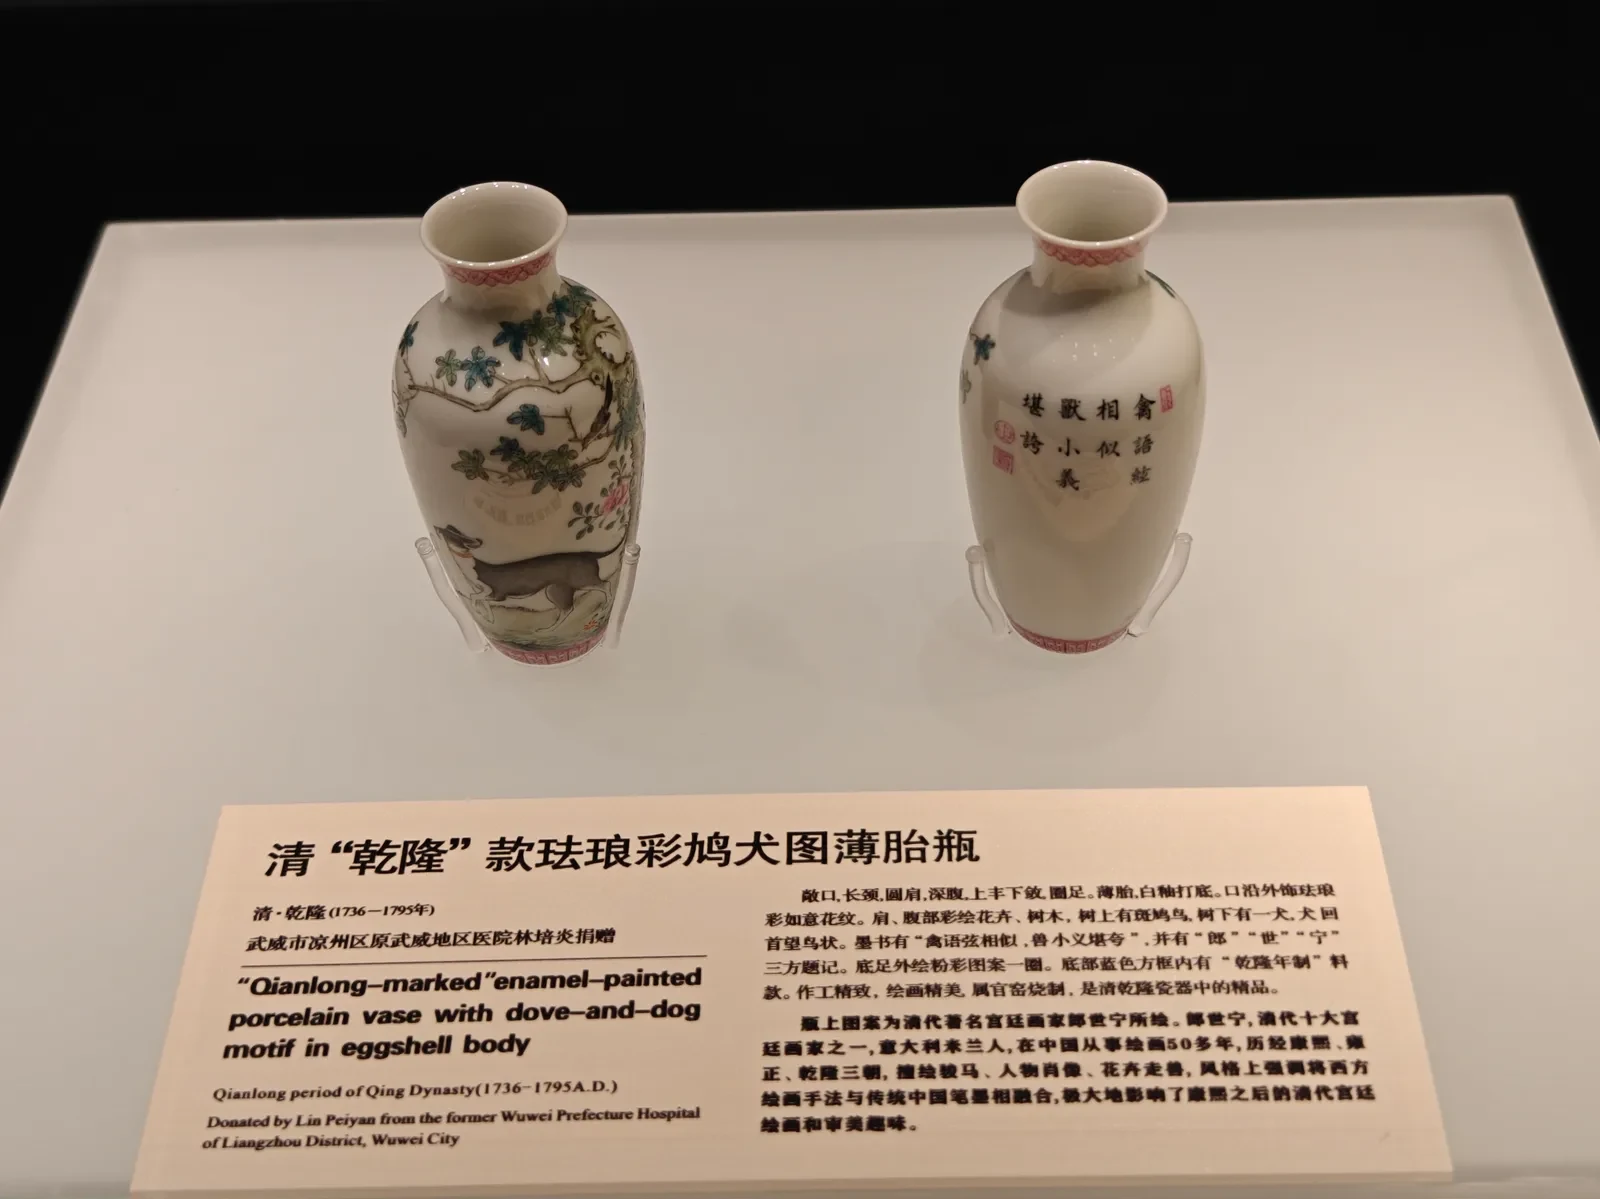 禽語絃
相似
獸小義
堪誇
清“乾隆”款珐琅彩鸠犬图薄胎瓶
清·乾隆(1736－1795年)
武威市凉州区原武威地区医院林培炎捐赠
“Qianlong–marked”enamel–painted
porcelain vase with dove–and–dog
motif in eggshell body
Qianlong period of Qing Dynasty(1736-1795A.D.)
Donated by Lin Peiyan from the former Wuwei Prefecture Hospital
of Liangzhou District, Wuwei City
敞口,长颈,圆肩,深腹,上丰下敛,圈足。薄胎,白釉打底。口沿外饰珐琅
彩如意花纹。肩、腹部彩绘花卉、树木，树上有斑鸠鸟,树下有一犬,犬回
首望鸟状。墨书有“禽语弦相似,兽小义堪夸”,并有“郎”“世”“宁”
三方题记。底足外绘粉彩图案一圈。底部蓝色方框内有“乾隆年制”料
款。作工精致，绘画精美,属官窑烧制，是清乾隆瓷器中的精品。
瓶上图案为清代著名宫廷画家郎世宁所绘。郎世宁,清代十大宫
廷画家之一,意大利米兰人,在中国从事绘画50多年,历经康熙、雍
正、乾隆三朝,擅绘骏马、人物肖像、花卉走兽,风格上强调将西方
绘画手法与传统中国笔墨相融合,极大地影响了康熙之后的清代宫廷
绘画和审美趣味。